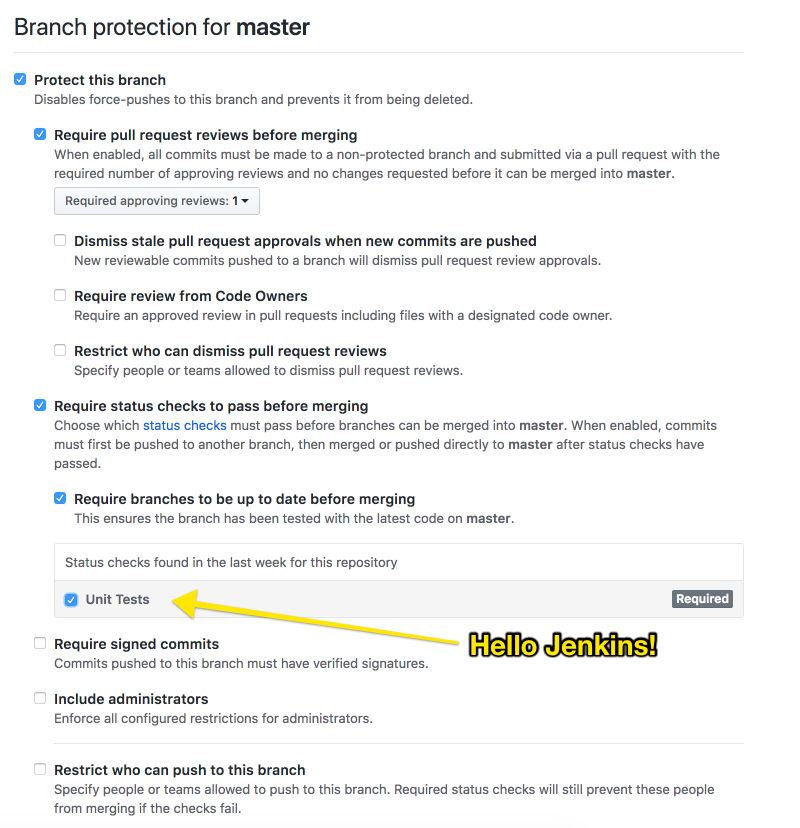 Branch protection for master
Protect this branch
Disables force-pushes to this branch and prevents it from being deleted.
Require pull request reviews before merging
When enabled, all commits must be made to a non-protected branch and submitted via a pull request with the
required number of approving reviews and no changes requested before it can be merged into master.
Required approving reviews: 1
Dismiss stale pull request approvals when new commits are pushed
New reviewable commits pushed to a branch will dismiss pull request review approvals.
Require review from Code Owners
Require an approved review in pull requests including files with a designated code owner.
Restrict who can dismiss pull request reviews
Specify people or teams allowed to dismiss pull request reviews.
Require status checks to pass before merging
Choose which status checks must pass before branches can be merged into master. When enabled, commits
must first be pushed to another branch, then merged or pushed directly to master after status checks have
passed.
Require branches to be up to date before merging
This ensures the branch has been tested with the latest code on master.
Status checks found in the last week for this repository
Unit Tests
Required
Hello Jenkins!
Require signed commits
Commits pushed to this branch must have verified signatures.
Include administrators
Enforce all configured restrictions for administrators.
Restrict who can push to this branch
Specify people or teams allowed to push to this branch. Required status checks will still prevent these people
from merging if the checks fail.